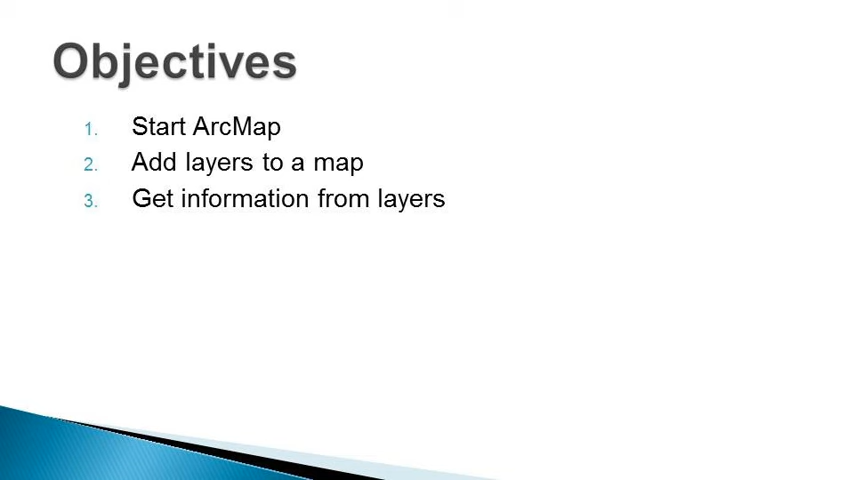 Objectives
1. Start ArcMap
2. Add layers to a map
3. Get information from layers